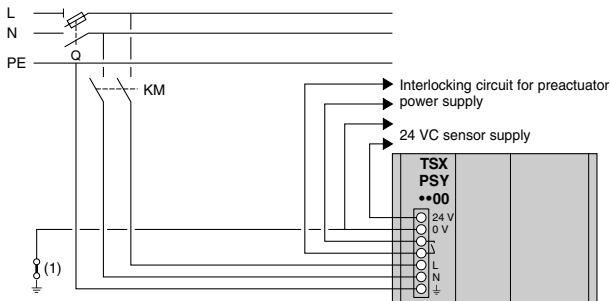 L
N
PE
Q
KM
Interlocking circuit for preactuator
power supply
24 VC sensor supply
TSX
PSY
••00
24 V
0 V
L
N
(1)